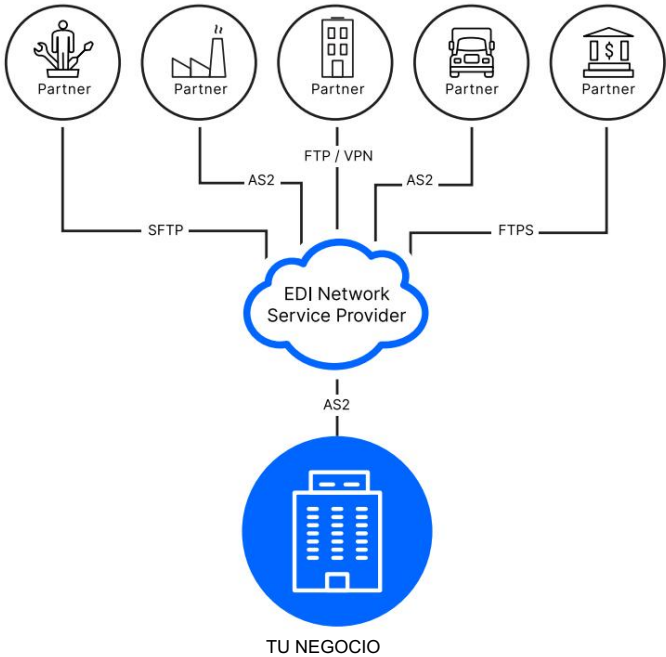 Partner
Partner
Partner
Partner
$
Partner
FTP / VPN
AS2
AS2
SFTP
FTPS
EDI Network
Service Provider
AS2
TU NEGOCIO